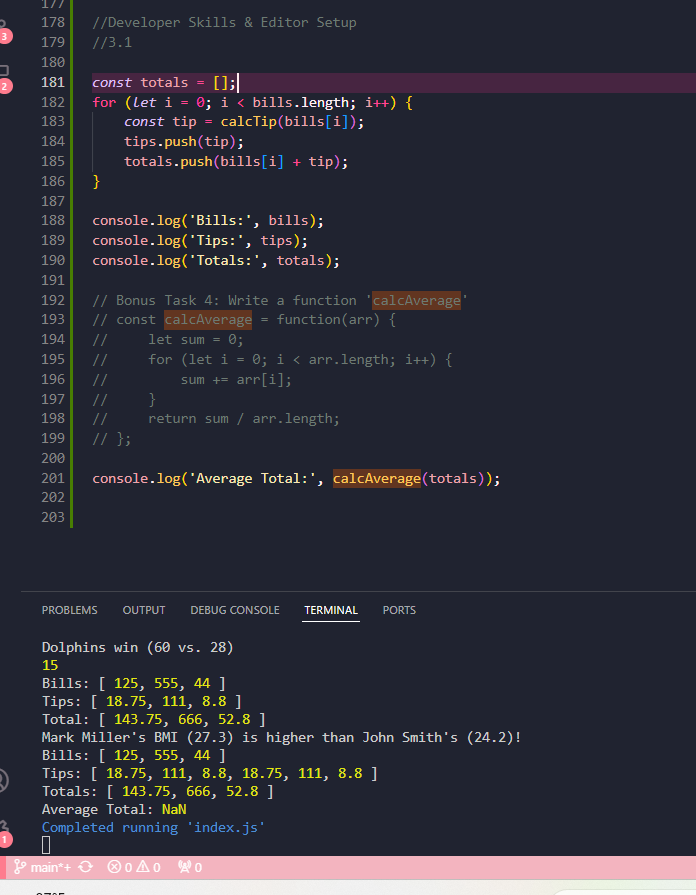 177
178 //Developer Skills & Editor Setup
179 //3.1
180
181 const totals = [];
182 for (let i = 0; i < bills.length; i++) {
183     const tip = calcTip(bills[i]);
184     tips.push(tip);
185     totals.push(bills[i] + tip);
186 }
187
188 console.log('Bills:', bills);
189 console.log('Tips:', tips);
190 console.log('Totals:', totals);
191
192 // Bonus Task 4: Write a function 'calcAverage'
193 // const calcAverage = function(arr) {
194 //     let sum = 0;
195 //     for (let i = 0; i < arr.length; i++) {
196 //         sum += arr[i];
197 //     }
198 //     return sum / arr.length;
199 // };
200
201 console.log('Average Total:', calcAverage(totals));
202
203
3
2
PROBLEMS OUTPUT DEBUG CONSOLE TERMINAL PORTS
Dolphins win (60 vs. 28)
15
Bills: [ 125, 555, 44 ]
Tips: [ 18.75, 111, 8.8 ]
Total: [ 143.75, 666, 52.8 ]
Mark Miller's BMI (27.3) is higher than John Smith's (24.2)!
Bills: [ 125, 555, 44 ]
Tips: [ 18.75, 111, 8.8, 18.75, 111, 8.8 ]
Totals: [ 143.75, 666, 52.8 ]
Average Total: NaN
Completed running 'index.js'
1
main*+ 0 0 0